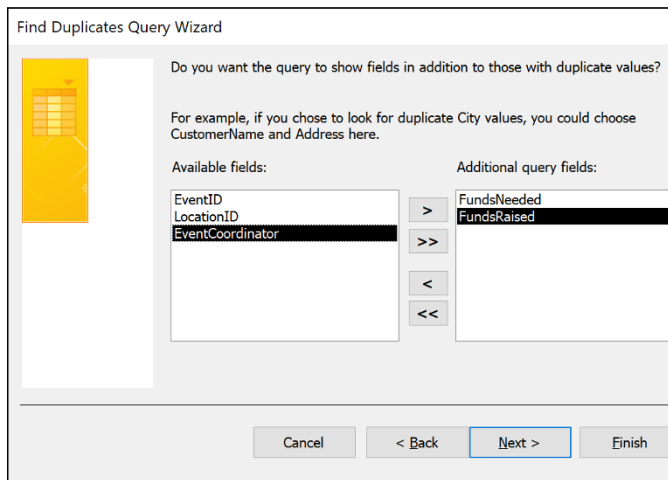 Find Duplicates Query Wizard
Do you want the query to show fields in addition to those with duplicate values?
For example, if you chose to look for duplicate City values, you could choose
CustomerName and Address here.
Available fields:
Additional query fields:
EventID
LocationID
EventCoordinator
>
>>
<
<<
FundsNeeded
FundsRaised
Cancel
< Back
Next >
Finish